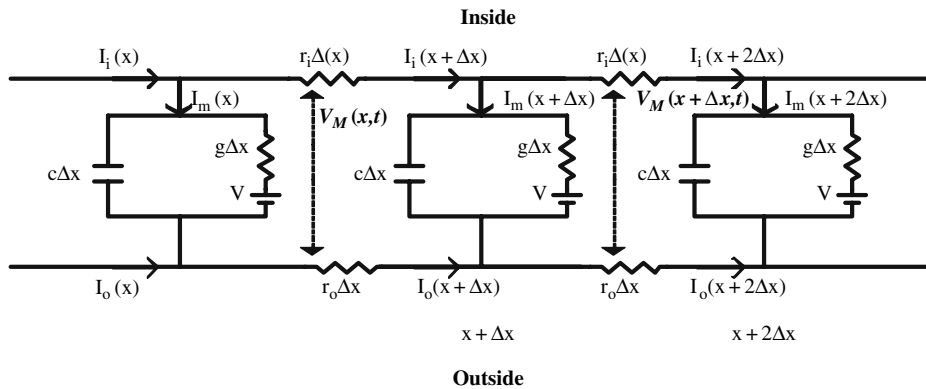 Inside
I_i(x) r_iΔ(x) I_i(x + Δx) r_iΔ(x) I_i(x + 2Δx)
I_m(x) V_M(x,t) I_m(x + Δx) V_M(x + Δx,t) I_m(x + 2Δx)
gΔx gΔx gΔx
cΔx cΔx cΔx
V V V
I_o(x) r_oΔx I_o(x + Δx) r_oΔx I_o(x + 2Δx)
x + Δx x + 2Δx
Outside